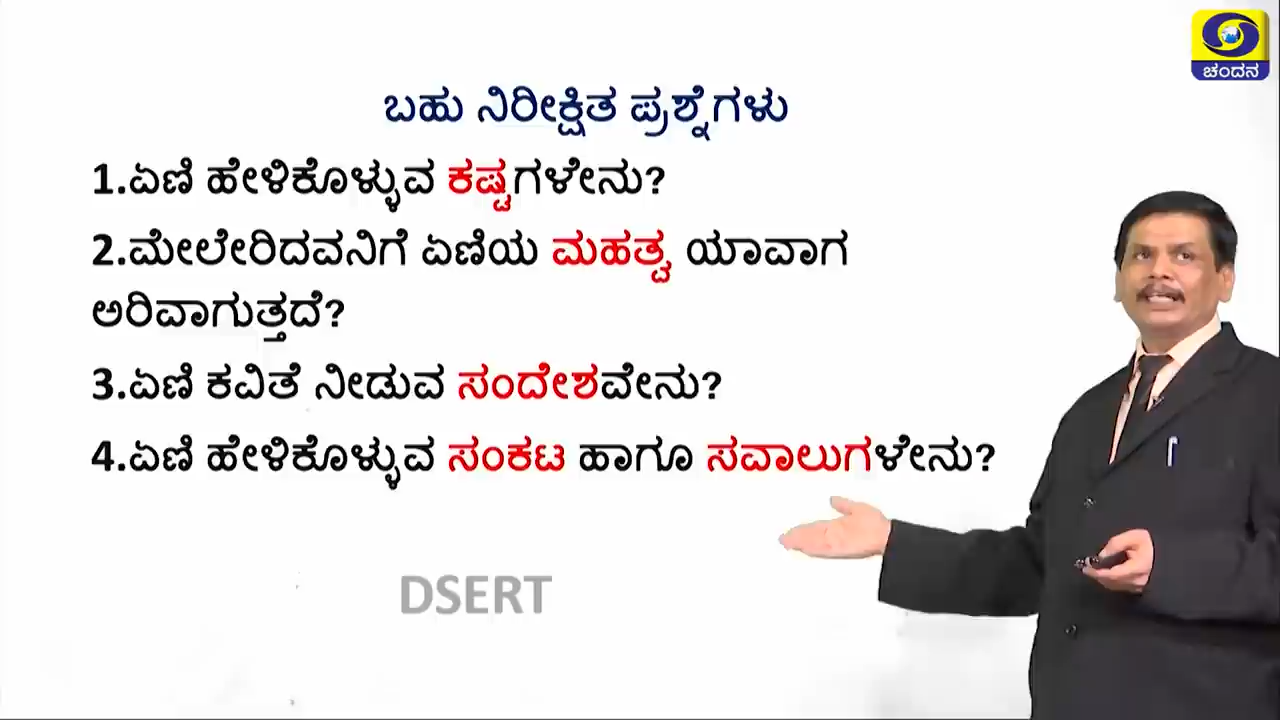 ಚಂದನ
ಬಹು ನಿರೀಕ್ಷಿತ ಪ್ರಶ್ನೆಗಳು
1.ಏಣಿ ಹೇಳಿಕೊಳ್ಳುವ ಕಷ್ಟಗಳೇನು?
2.ಮೇಲೇರಿದವನಿಗೆ ಏಣಿಯ ಮಹತ್ವ ಯಾವಾಗ
ಅರಿವಾಗುತ್ತದೆ?
3.ಏಣಿ ಕವಿತೆ ನೀಡುವ ಸಂದೇಶವೇನು?
4.ಏಣಿ ಹೇಳಿಕೊಳ್ಳುವ ಸಂಕಟ ಹಾಗೂ ಸವಾಲುಗಳೇನು?
DSERT